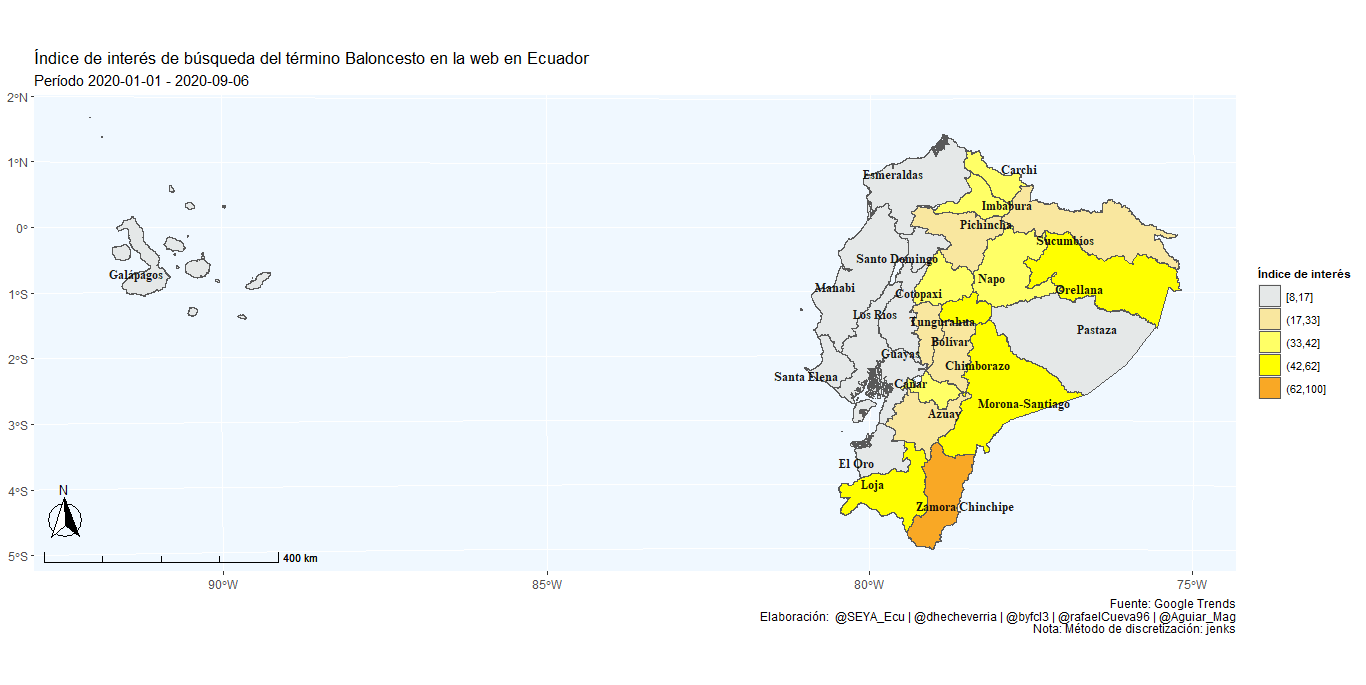 Índice de interés de búsqueda del término Baloncesto en la web en Ecuador
Período 2020-01-01 - 2020-09-06
2°N
1°N
0°
1°S
2°S
3°S
4°S
5°S
90°W
85°W
80°W
75°W
Galápagos
Esmeraldas
Carchi
Imbabura
Pichincha
Sucumbíos
Santo Domingo
Napo
Manabí
Cotopaxi
Orellana
Los Ríos
Tungurahua
Pastaza
Bolívar
Guayas
Chimborazo
Santa Elena
Cañar
Morona-Santiago
Azuay
El Oro
Loja
Zamora-Chinchipe
N
400 km
Índice de interés
[8,17]
(17,33]
(33,42]
(42,62]
(62,100]
Fuente: Google Trends
Elaboración: @SEYA_Ecu | @dhecheverria | @byfcl3 | @rafaelCueva96 | @Aguiar_Mag
Nota: Método de discretización: jenks